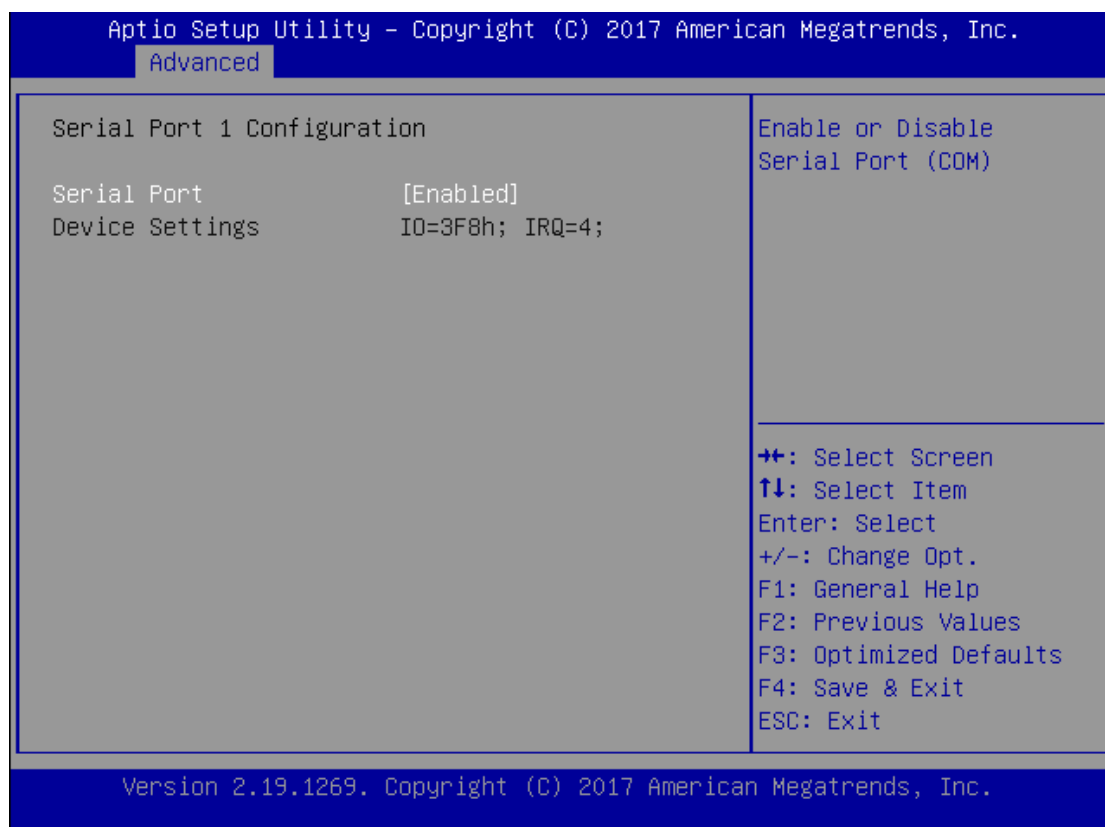 Aptio Setup Utility – Copyright (C) 2017 American Megatrends, Inc.
Advanced
Serial Port 1 Configuration
Serial Port [Enabled]
Device Settings IO=3F8h; IRQ=4;
Enable or Disable
Serial Port (COM)
→←: Select Screen
↑↓: Select Item
Enter: Select
+/-: Change Opt.
F1: General Help
F2: Previous Values
F3: Optimized Defaults
F4: Save & Exit
ESC: Exit
Version 2.19.1269. Copyright (C) 2017 American Megatrends, Inc.